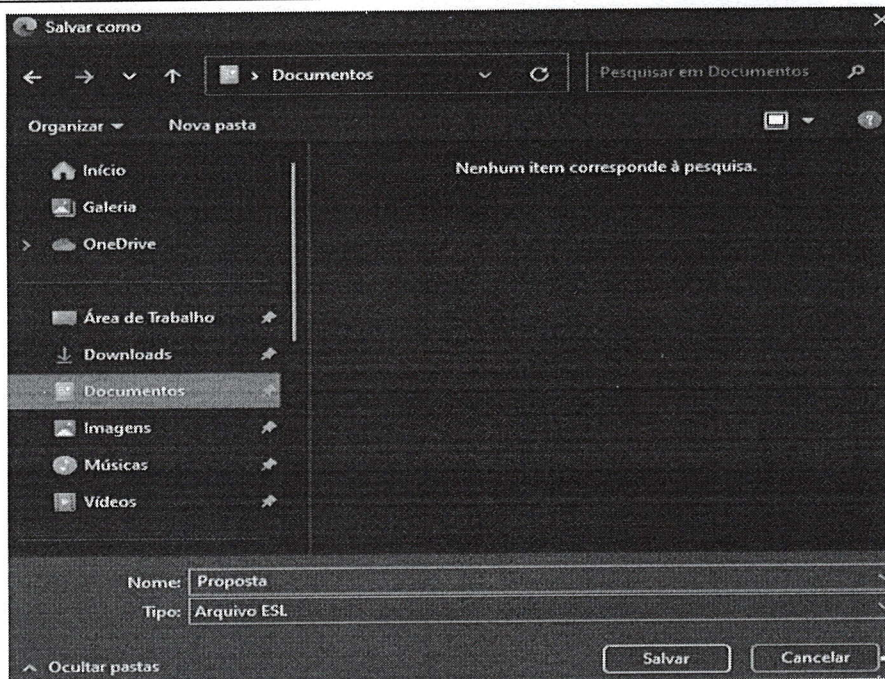 Salvar como
Documentos
Pesquisar em Documentos
Organizar
Nova pasta
Início
Galeria
OneDrive
Área de Trabalho
Downloads
Documentos
Imagens
Músicas
Vídeos
Nenhum item corresponde à pesquisa.
Nome: Proposta
Tipo: Arquivo ESL
Ocultar pastas
Salvar
Cancelar